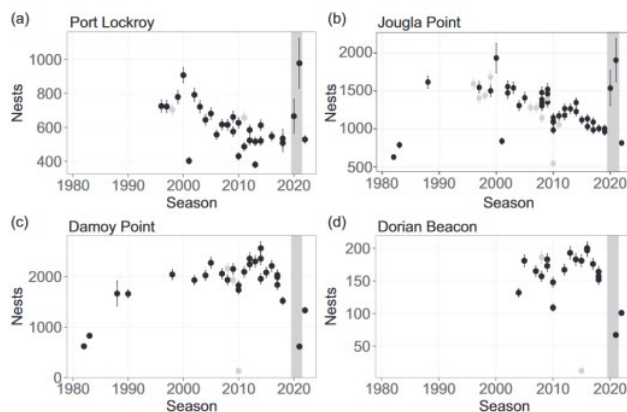 (a) Port Lockroy
Nests
1000
800
600
400
1980 1990 2000 2010 2020
Season
(b) Jougla Point
Nests
2000
1500
1000
500
1980 1990 2000 2010 2020
Season
(c) Damoy Point
Nests
2000
1000
0
1980 1990 2000 2010 2020
Season
(d) Dorian Beacon
Nests
200
150
100
50
1980 1990 2000 2010 2020
Season